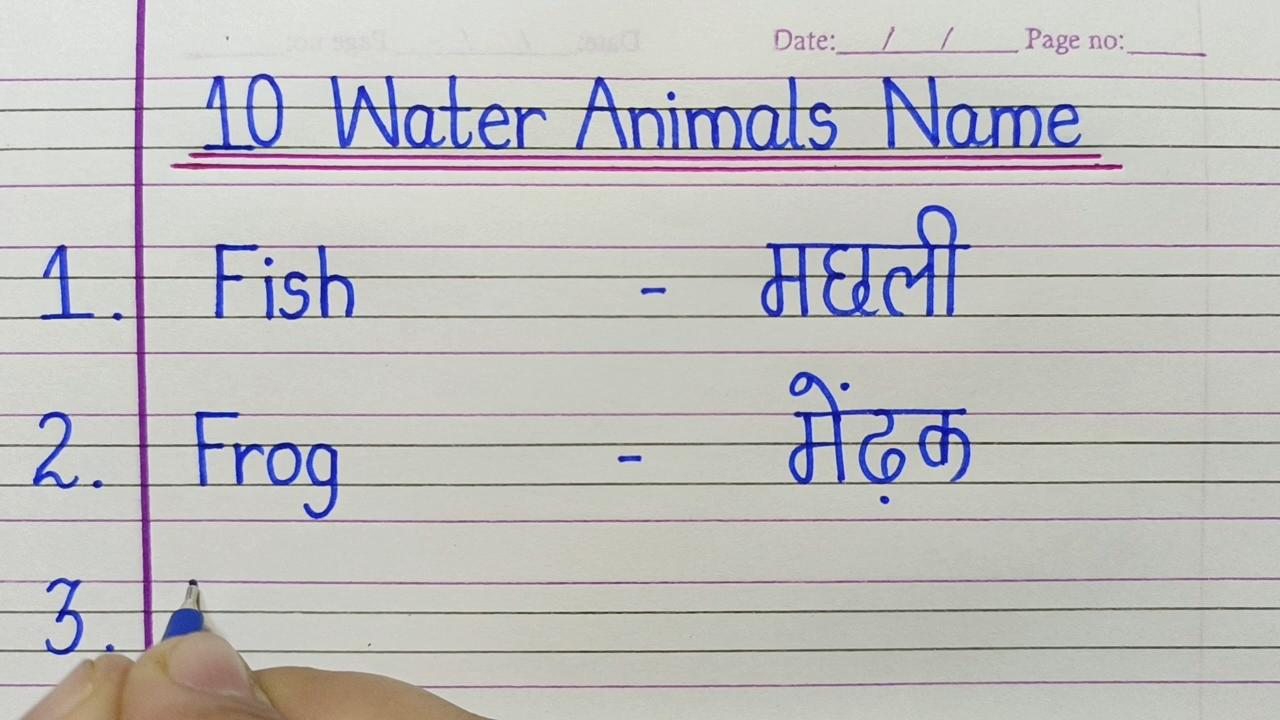 Date: / / Page no:
10 Water Animals Name
1. Fish - मछली
2. Frog - मेंढ़क
3.